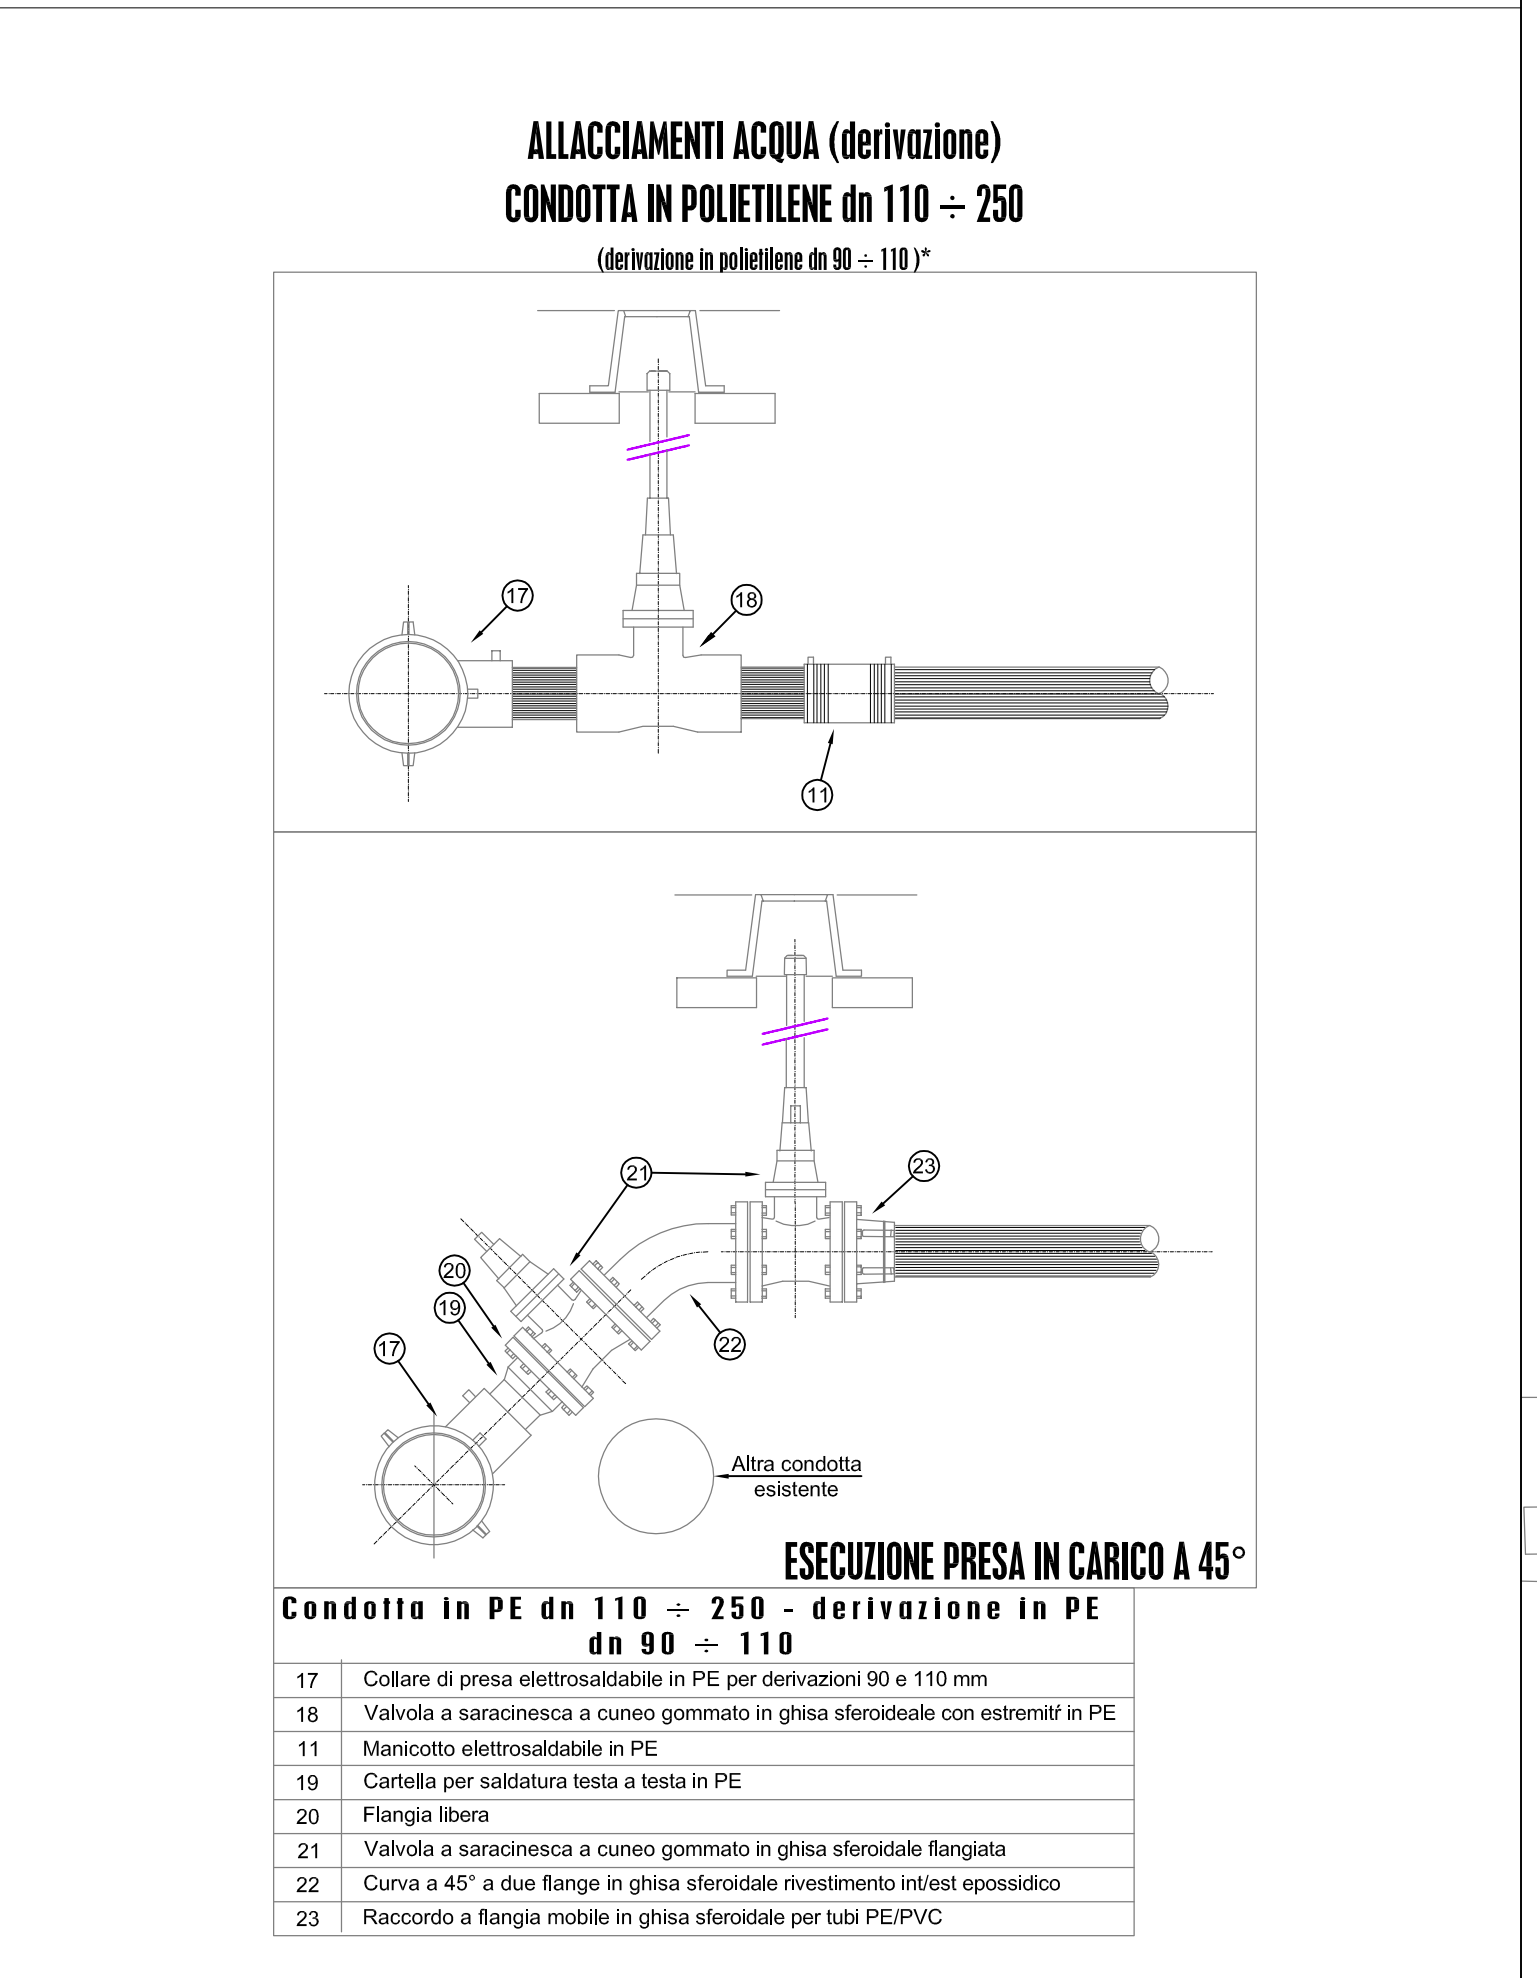 ALLACCIAMENTI ACQUA (derivazione)
CONDOTTA IN POLIETILENE dn 110 ÷ 250
(derivazione in polietilene dn 90 ÷ 110 )*
17
18
11
21
23
20
19
17
22
Altra condotta
esistente
ESECUZIONE PRESA IN CARICO A 45°
Condotta in PE dn 110 ÷ 250 - derivazione in PE
dn 90 ÷ 110
17 Collare di presa elettrosaldabile in PE per derivazioni 90 e 110 mm
18 Valvola a saracinesca a cuneo gommato in ghisa sferoideale con estremitŕ in PE
11 Manicotto elettrosaldabile in PE
19 Cartella per saldatura testa a testa in PE
20 Flangia libera
21 Valvola a saracinesca a cuneo gommato in ghisa sferoidale flangiata
22 Curva a 45° a due flange in ghisa sferoidale rivestimento int/est epossidico
23 Raccordo a flangia mobile in ghisa sferoidale per tubi PE/PVC